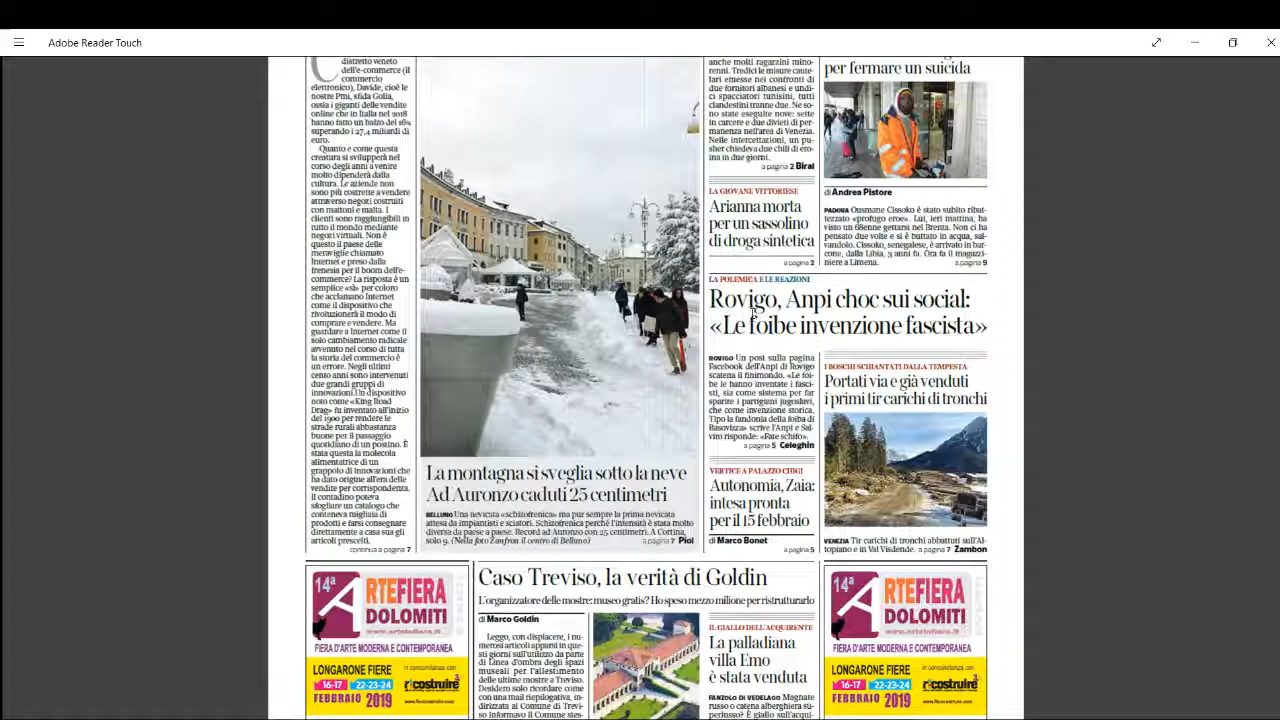 Adobe Reader Touch
C
distretto veneto
dell'e-commerce (il
commercio
elettronico), Davide, cioè le
nostre Pmi, sfida Golia,
ossia i giganti delle vendite
online che in Italia nel 2018
hanno fatto un balzo del 16%
superando i 27,4 miliardi di
euro.
Quanto e come questa
creatura si svilupperà nel
corso degli anni a venire
molto dipenderà dalla
cultura. Le aziende non
sono più costrette a vendere
attraverso negozi costruiti
con mattoni e malta. I
clienti sono raggiungibili in
tutto il mondo mediante
negozi virtuali. Non è
questo il paese delle
meraviglie chiamato
Internet e preso dalla
frenesia per il boom dell'e-
commerce? La risposta è un
semplice «sì» per coloro
che acclamano Internet
come il dispositivo che
rivoluzionerà il modo di
comprare e vendere. Ma
guardare a Internet come il
solo cambiamento radicale
avvenuto nel corso di tutta
la storia del commercio è
un errore. Negli ultimi
cento anni sono intervenuti
due grandi gruppi di
innovazioni.Un dispositivo
noto come «King Road
Drag» fu inventato all'inizio
del 1900 per rendere le
strade rurali abbastanza
buone per il passaggio
quotidiano di un postino. È
stata questa la molecola
alimentatrice di un
grappolo di innovazioni che
ha dato origine all'era delle
vendite per corrispondenza.
Il contadino poteva
sfogliare un catalogo che
conteneva migliaia di
prodotti e farsi consegnare
direttamente a casa sua gli
articoli prescelti.
continua a pagina 7
La montagna si sveglia sotto la neve
Ad Auronzo caduti 25 centimetri
BELLUNO Una nevicata «schizofrenica» ma pur sempre la prima nevicata
attesa da impiantisti e sciatori. Schizofrenica perché l'intensità è stata molto
diversa da paese a paese. Record ad Auronzo con 25 centimetri. A Cortina,
solo 9. (Nella foto Zanfron il centro di Belluno) a pagina 7 Piol
anche molti ragazzini mino-
renni. Tredici le misure caute-
lari emesse nei confronti di
due fornitori albanesi e undi-
ci spacciatori tunisini, tutti
clandestini tranne due. Ne so-
no state eseguite nove: sette
in carcere e due divieti di per-
manenza nell'area di Venezia.
Nelle intercettazioni, un pu-
sher chiedeva due chili di ero-
ina in due giorni.
a pagina 2 Biral
LA GIOVANE VITTORIESE
Arianna morta
per un sassolino
di droga sintetica
a pagina 2
per fermare un suicida
di Andrea Pistore
PADOVA Ousmane Cissoko è stato subito ribat-
tezzato «profugo eroe». Lui, ieri mattina, ha
visto un 68enne gettarsi nel Brenta. Non ci ha
pensato due volte e si è buttato in acqua, sal-
vandolo. Cissoko, senegalese, è arrivato in bar-
cone, dalla Libia, 3 anni fa. Ora fa il magazzi-
niere a Limena. a pagina 9
LA POLEMICA E LE REAZIONI
Rovigo, Anpi choc sui social:
«Le foibe invenzione fascista»
ROVIGO Un post sulla pagina
Facebook dell'Anpi di Rovigo
scatena il finimondo. «Le foi-
be le hanno inventate i fasci-
sti, sia come sistema per far
sparire i partigiani jugoslavi,
che come invenzione storica.
Tipo la fandonia della foiba di
Basovizza» scrive l'Anpi e Sal-
vini risponde: «Fate schifo».
a pagina 5 Celeghin
VERTICE A PALAZZO CHIGI
Autonomia, Zaia:
intesa pronta
per il 15 febbraio
di Marco Bonet
a pagina 5
I BOSCHI SCHIANTATI DALLA TEMPESTA
Portati via e già venduti
i primi tir carichi di tronchi
VENEZIA Tir carichi di tronchi abbattuti sull'Al-
topiano e in Val Visdende. a pagina 7 Zambon
14ª
ARTEFIERA
DOLOMITI
www.artedolomiti.it
FIERA D'ARTE MODERNA E CONTEMPORANEA
LONGARONE FIERE
16-17 22-23-24
FEBBRAIO 2019
in concomitanza con
ricostruire
Caso Treviso, la verità di Goldin
L'organizzatore delle mostre: museo gratis? Ho speso mezzo milione per ristrutturarlo
di Marco Goldin
Leggo, con dispiacere, i nu-
merosi articoli apparsi in que-
sti giorni sull'utilizzo da parte
di Linea d'ombra degli spazi
museali per l'allestimento
delle ultime mostre a Treviso.
Desidero solo ricordare come
con una mail riepilogativa, in-
dirizzata al Comune di Trevi-
so informavo il Comune stes-
IL GIALLO DELL'ACQUIRENTE
La palladiana
villa Emo
è stata venduta
FANZOLO DI VEDELAGO Magnate
russo o catena alberghiera su-
perlusso? È giallo sull'acqui-
14ª
ARTEFIERA
DOLOMITI
www.artedolomiti.it
FIERA D'ARTE MODERNA E CONTEMPORANEA
LONGARONE FIERE
16-17 22-23-24
FEBBRAIO 2019
in concomitanza con
ricostruire